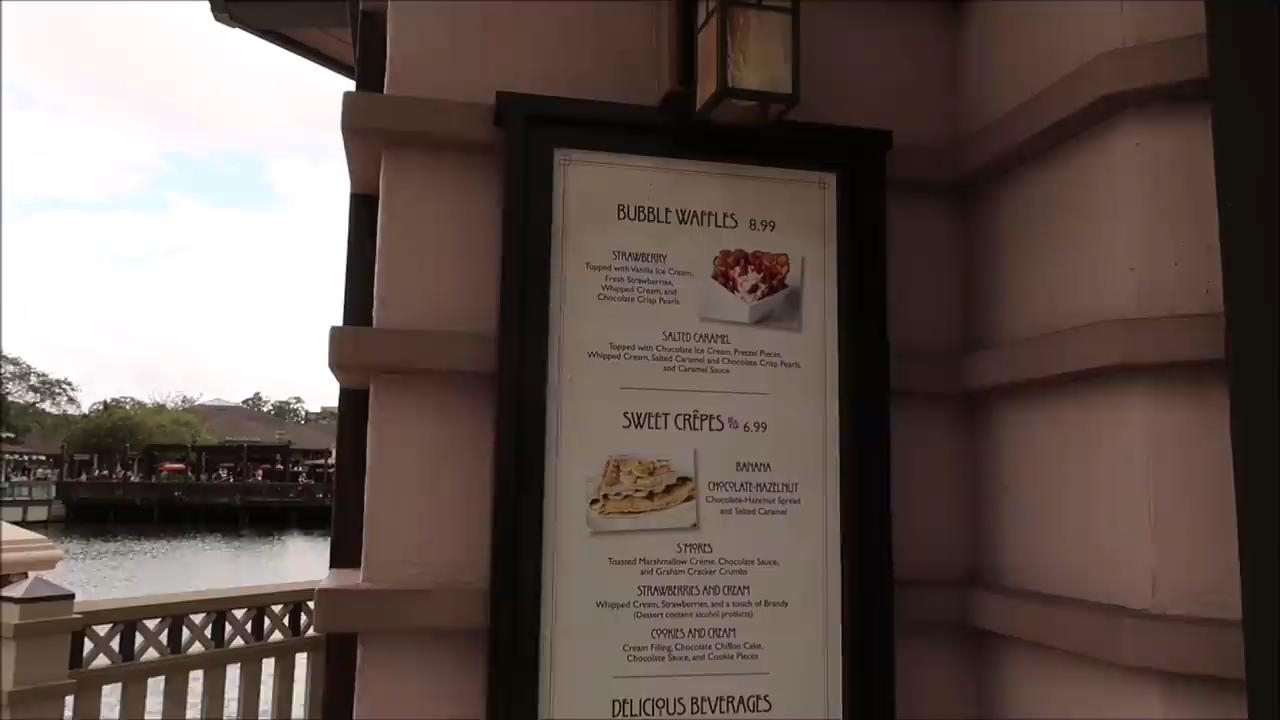 BUBBLE WAFFLES 8.99
STRAWBERRY
Topped with Vanilla Ice Cream,
Fresh Strawberries,
Whipped Cream, and
Chocolate Crisp Pearls
SALTED CARAMEL
Topped with Chocolate Ice Cream, Pretzel Pieces,
Whipped Cream, Salted Caramel and Chocolate Crisp Pearls,
and Caramel Sauce
SWEET CRÊPES 6.99
BANANA
CHOCOLATE-HAZELNUT
Chocolate-Hazelnut Spread
and Salted Caramel
S'MORES
Toasted Marshmallow Crème, Chocolate Sauce,
and Graham Cracker Crumbs
STRAWBERRIES AND CREAM
Whipped Cream, Strawberries, and a touch of Brandy
(Dessert contains alcohol products)
COOKIES AND CREAM
Cream Filling, Chocolate Chiffon Cake,
Chocolate Sauce, and Cookie Pieces
DELICIOUS BEVERAGES